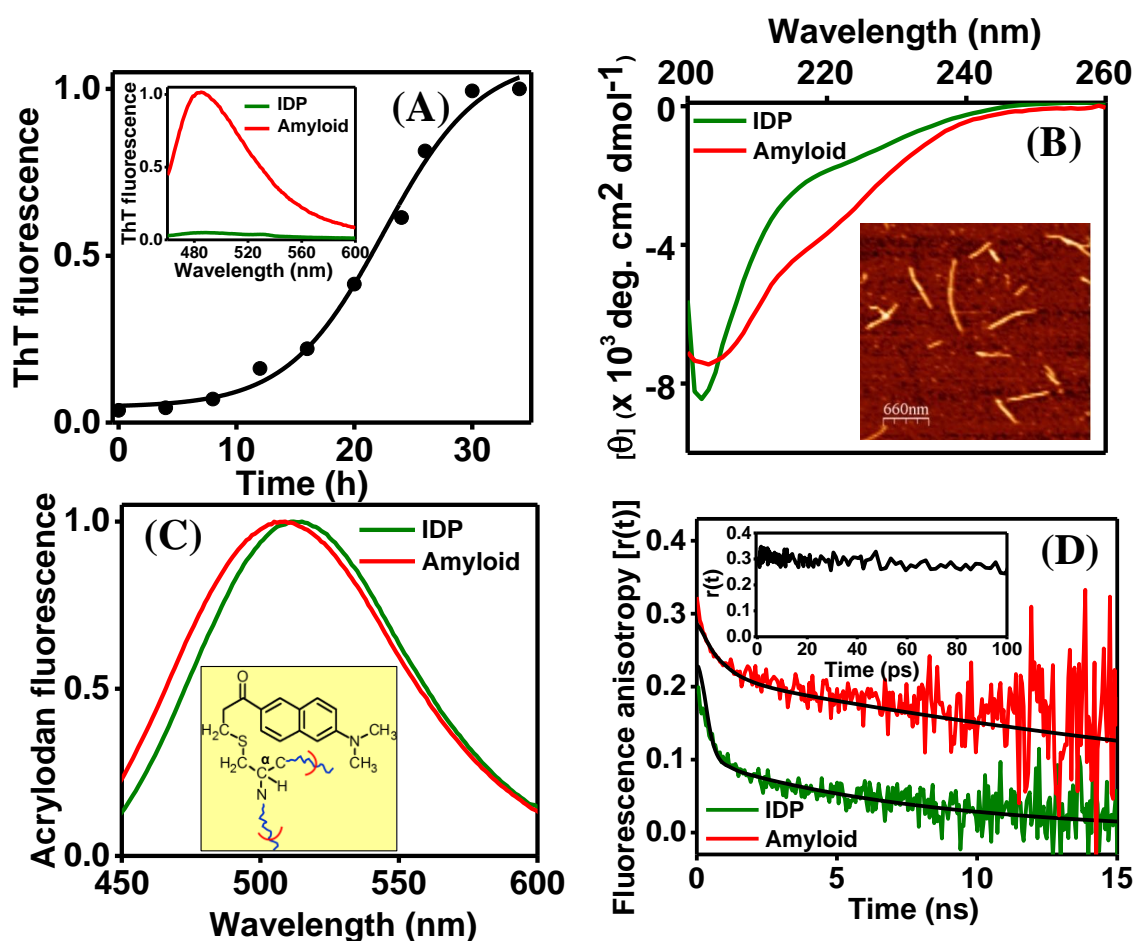 (A)
ThT fluorescence
1.0
0.5
0.0
0 10 20 30
Time (h)
ThT fluorescence
1.0
0.5
0.0
IDP
Amyloid
480 520 560 600
Wavelength (nm)
Wavelength (nm)
200 220 240 260
(B)
IDP
Amyloid
0
-4
-8
[θ] (x 10³ deg. cm2 dmol⁻¹)
660nm
(C)
Acrylodan fluorescence
1.0
0.5
0.0
IDP
Amyloid
O
H₂C
S
H₂C
α
H
N
N
CH₃
CH₃
450 500 550 600
Wavelength (nm)
(D)
Fluorescence anisotropy [r(t)]
0.4
0.3
0.2
0.1
0.0
r(t)
0.4
0.3
0.2
0.1
0.0
0 20 40 60 80 100
Time (ps)
IDP
Amyloid
0 5 10 15
Time (ns)